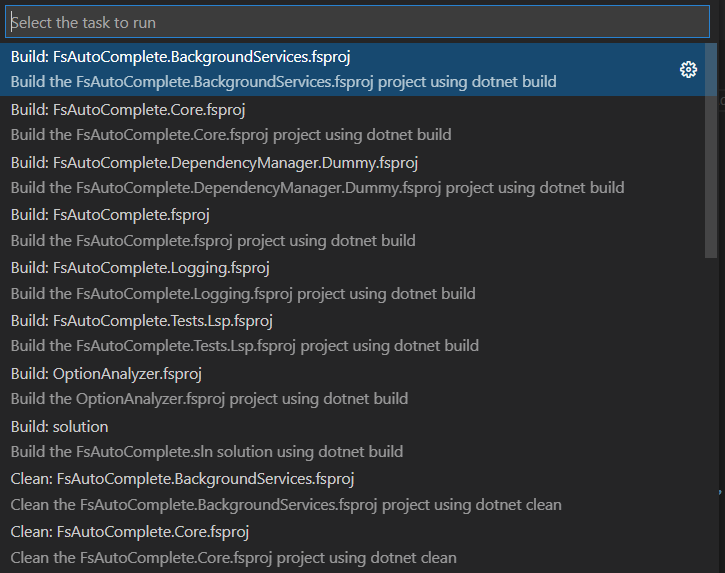 Select the task to run
Build: FsAutoComplete.BackgroundServices.fsproj
Build the FsAutoComplete.BackgroundServices.fsproj project using dotnet build
Build: FsAutoComplete.Core.fsproj
Build the FsAutoComplete.Core.fsproj project using dotnet build
Build: FsAutoComplete.DependencyManager.Dummy.fsproj
Build the FsAutoComplete.DependencyManager.Dummy.fsproj project using dotnet build
Build: FsAutoComplete.fsproj
Build the FsAutoComplete.fsproj project using dotnet build
Build: FsAutoComplete.Logging.fsproj
Build the FsAutoComplete.Logging.fsproj project using dotnet build
Build: FsAutoComplete.Tests.Lsp.fsproj
Build the FsAutoComplete.Tests.Lsp.fsproj project using dotnet build
Build: OptionAnalyzer.fsproj
Build the OptionAnalyzer.fsproj project using dotnet build
Build: solution
Build the FsAutoComplete.sln solution using dotnet build
Clean: FsAutoComplete.BackgroundServices.fsproj
Clean the FsAutoComplete.BackgroundServices.fsproj project using dotnet clean
Clean: FsAutoComplete.Core.fsproj
Clean the FsAutoComplete.Core.fsproj project using dotnet clean